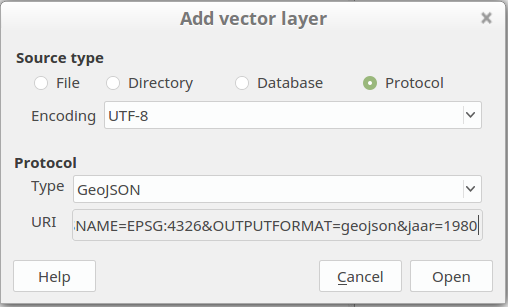 Add vector layer
Source type
File Directory Database Protocol
Encoding UTF-8
Protocol
Type GeoJSON
URI NAME=EPSG:4326&OUTPUTFORMAT=geojson&jaar=1980
Help Cancel Open